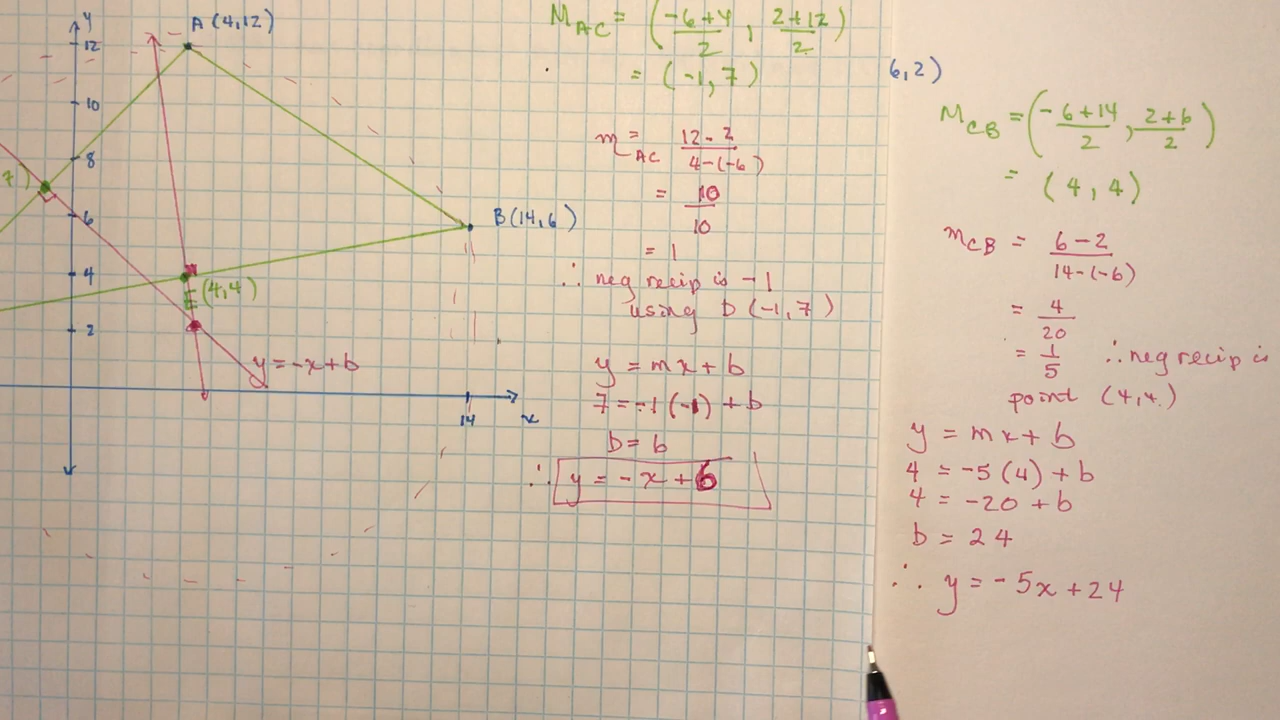 y
12
A (4,12)
10
8
7)
6
B (14,6)
4
(4,4)
2
y = -x + b
14
x
M_AC = (-6+4/2, 2+12/2)
= (-1, 7)
m_AC = 12-2/4-(-6)
= 10/10
= 1
∴ neg recip is -1
using D (-1, 7)
y = mx + b
7 = -1(-1) + b
b = 6
∴ y = -x + 6
6,2)
M_CB = (-6+14/2, 2+6/2)
= (4, 4)
m_CB = 6-2/14-(-6)
= 4/20
= 1/5 ∴ neg recip is
point (4,4)
y = mx + b
4 = -5(4) + b
4 = -20 + b
b = 24
∴ y = -5x + 24